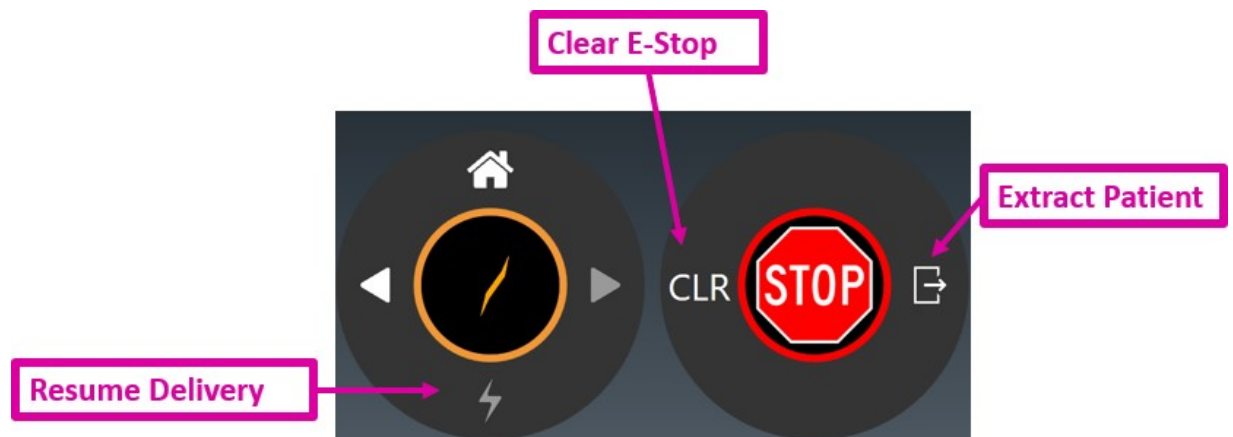 Clear E-Stop
Extract Patient
CLR
STOP
Resume Delivery